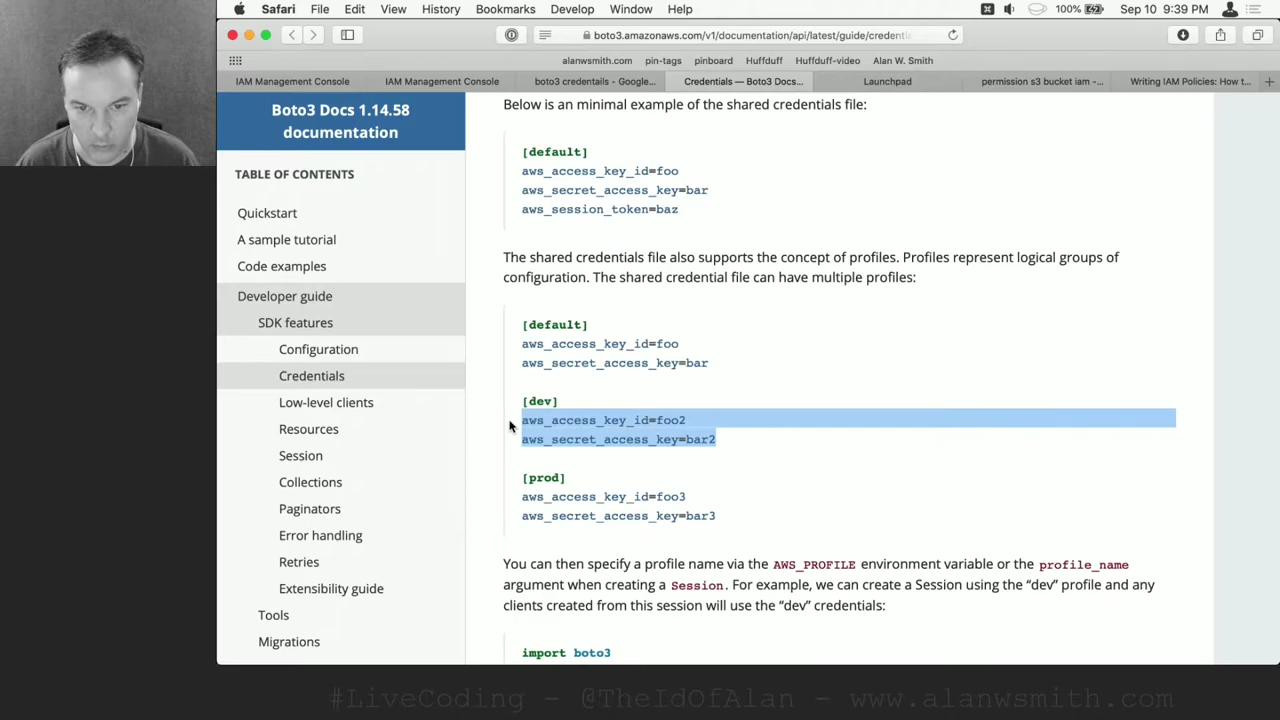 Safari File Edit View History Bookmarks Develop Window Help 100% Sep 10 9:39 PM
boto3.amazonaws.com/v1/documentation/api/latest/guide/credenti
alanwsmith.com pin-tags pinboard Huffduff Huffduff-video Alan W. Smith
IAM Management Console IAM Management Console boto3 credentails - Google... Credentials — Boto3 Docs... Launchpad permission s3 bucket iam -... Writing IAM Policies: How t...
Boto3 Docs 1.14.58
documentation
TABLE OF CONTENTS
Quickstart
A sample tutorial
Code examples
Developer guide
SDK features
Configuration
Credentials
Low-level clients
Resources
Session
Collections
Paginators
Error handling
Retries
Extensibility guide
Tools
Migrations
Below is an minimal example of the shared credentials file:
[default]
aws_access_key_id=foo
aws_secret_access_key=bar
aws_session_token=baz
The shared credentials file also supports the concept of profiles. Profiles represent logical groups of
configuration. The shared credential file can have multiple profiles:
[default]
aws_access_key_id=foo
aws_secret_access_key=bar
[dev]
aws_access_key_id=foo2
aws_secret_access_key=bar2
[prod]
aws_access_key_id=foo3
aws_secret_access_key=bar3
You can then specify a profile name via the AWS_PROFILE environment variable or the profile_name
argument when creating a Session. For example, we can create a Session using the “dev” profile and any
clients created from this session will use the “dev” credentials:
import boto3
#LiveCoding - @TheIdOfAlan - www.alanwsmith.com